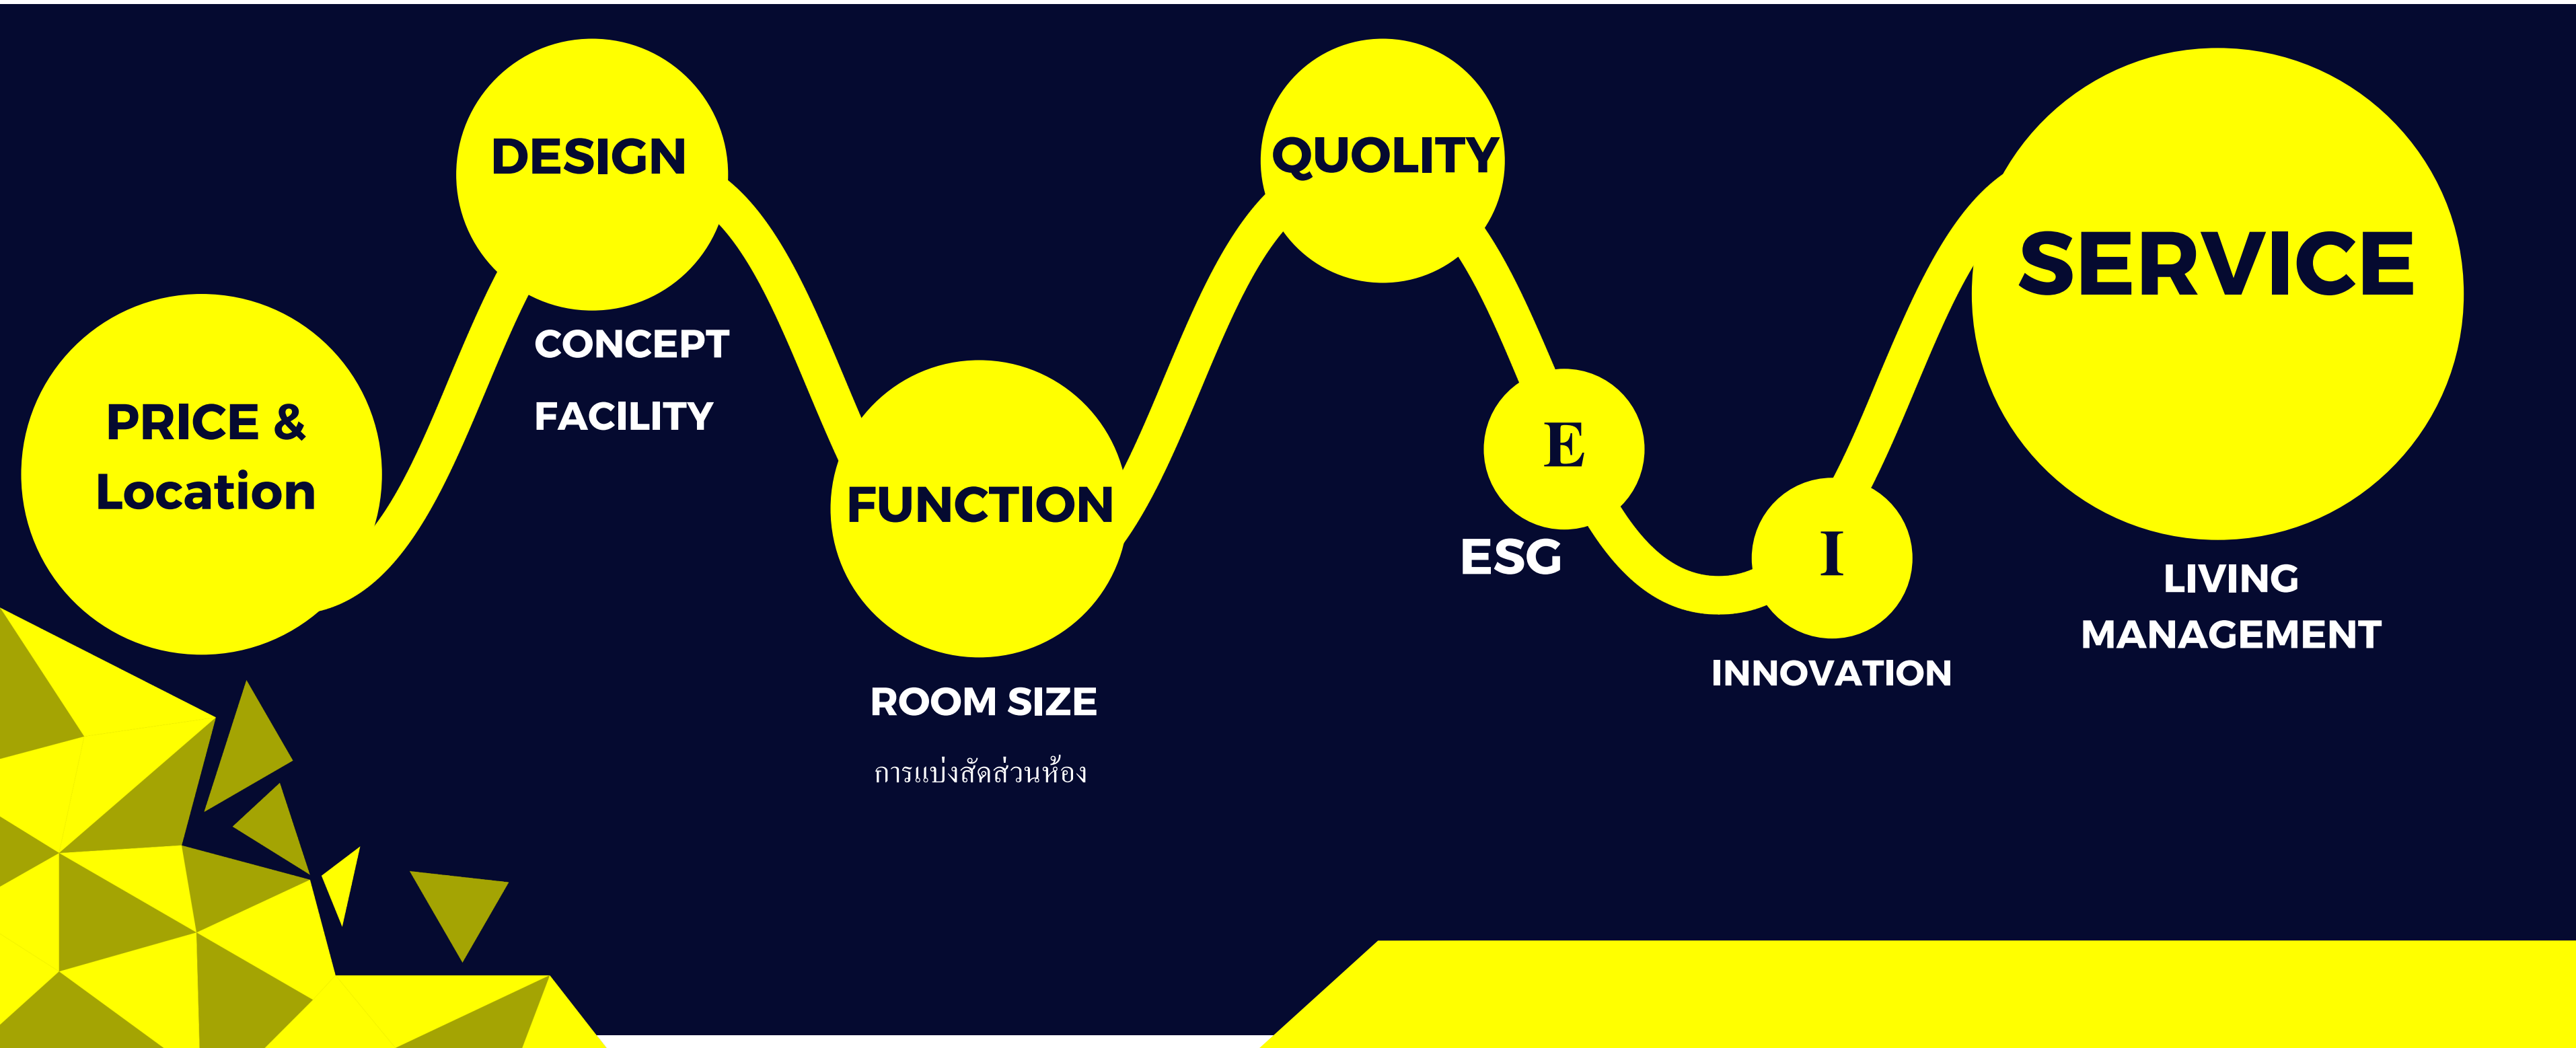 PRICE &
Location
DESIGN
CONCEPT
FACILITY
FUNCTION
ROOM SIZE
การแบ่งสัดส่วนห้อง
QUOLITY
E
ESG
I
INNOVATION
SERVICE
LIVING
MANAGEMENT